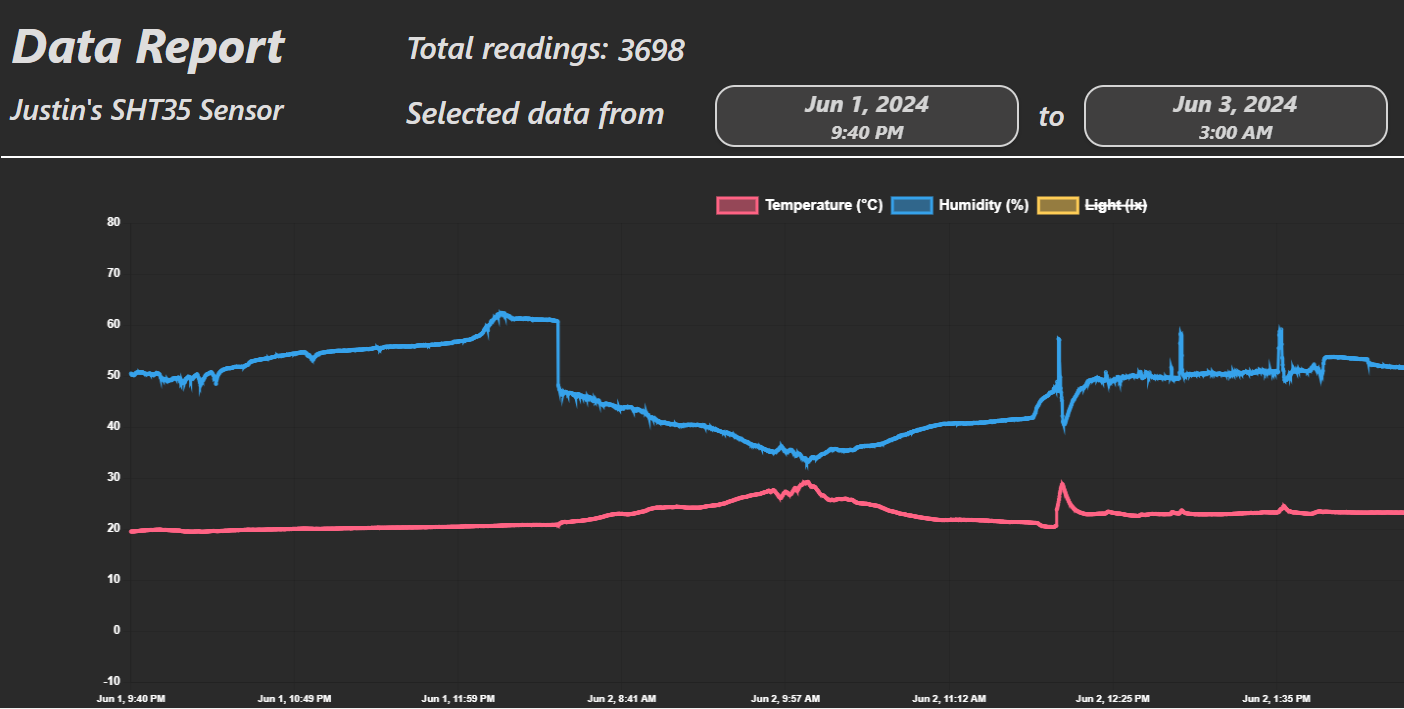 Data Report
Total readings: 3698
Justin's SHT35 Sensor
Selected data from
Jun 1, 2024
9:40 PM
to
Jun 3, 2024
3:00 AM
Temperature (°C)
Humidity (%)
Light (lx)
80
70
60
50
40
30
20
10
0
-10
Jun 1, 9:40 PM
Jun 1, 10:49 PM
Jun 1, 11:59 PM
Jun 2, 8:41 AM
Jun 2, 9:57 AM
Jun 2, 11:12 AM
Jun 2, 12:25 PM
Jun 2, 1:35 PM